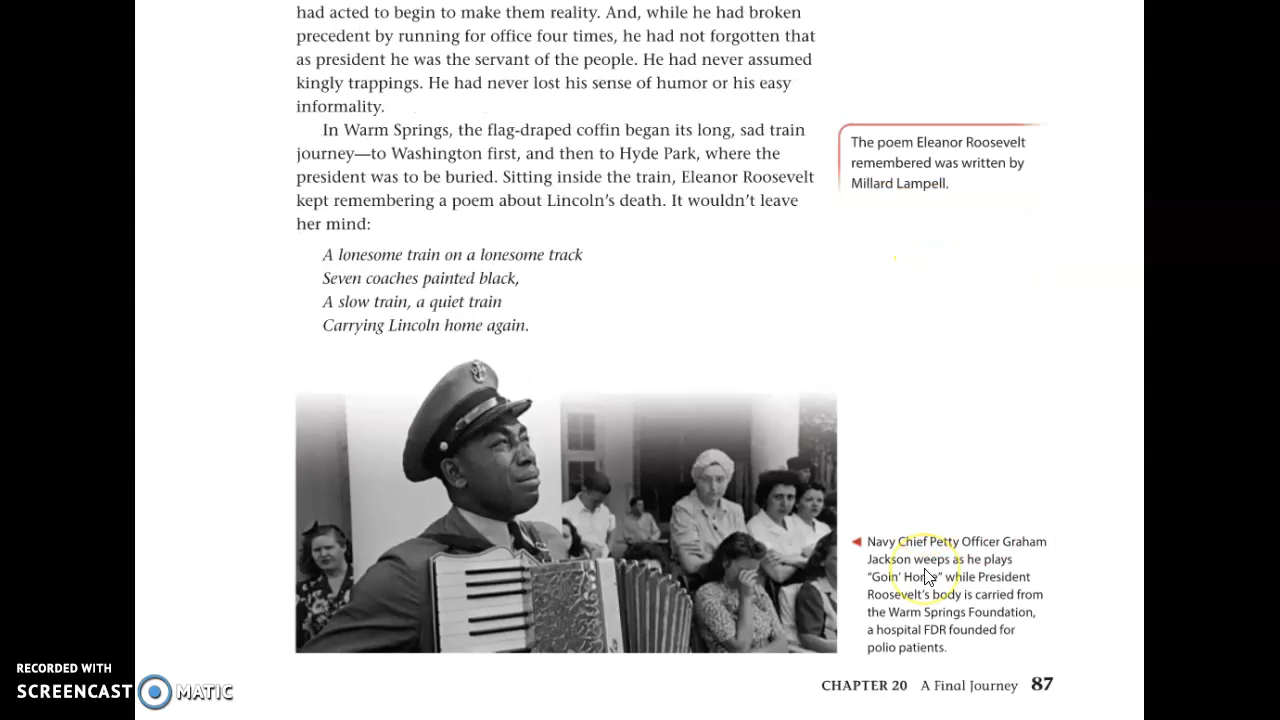 had acted to begin to make them reality. And, while he had broken
precedent by running for office four times, he had not forgotten that
as president he was the servant of the people. He had never assumed
kingly trappings. He had never lost his sense of humor or his easy
informality.
In Warm Springs, the flag-draped coffin began its long, sad train
journey—to Washington first, and then to Hyde Park, where the
president was to be buried. Sitting inside the train, Eleanor Roosevelt
kept remembering a poem about Lincoln's death. It wouldn't leave
her mind:
A lonesome train on a lonesome track
Seven coaches painted black,
A slow train, a quiet train
Carrying Lincoln home again.
The poem Eleanor Roosevelt
remembered was written by
Millard Lampell.
Navy Chief Petty Officer Graham
Jackson weeps as he plays
“Goin’ Home” while President
Roosevelt's body is carried from
the Warm Springs Foundation,
a hospital FDR founded for
polio patients.
CHAPTER 20 A Final Journey 87
RECORDED WITH
SCREENCAST MATIC